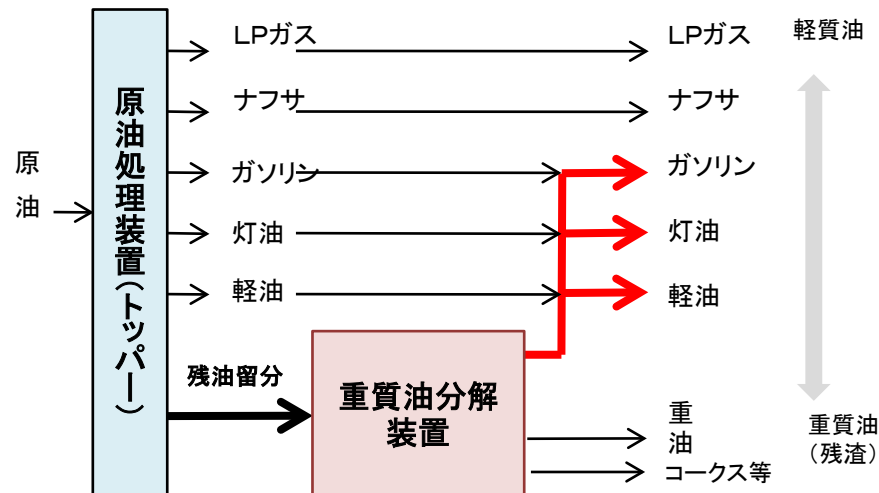 原油
原油処理装置(トッパー)
LPガス
ナフサ
ガソリン
灯油
軽油
残油留分
重質油分解
装置
LPガス
ナフサ
ガソリン
灯油
軽油
重油
コークス等
軽質油
重質油
(残渣)